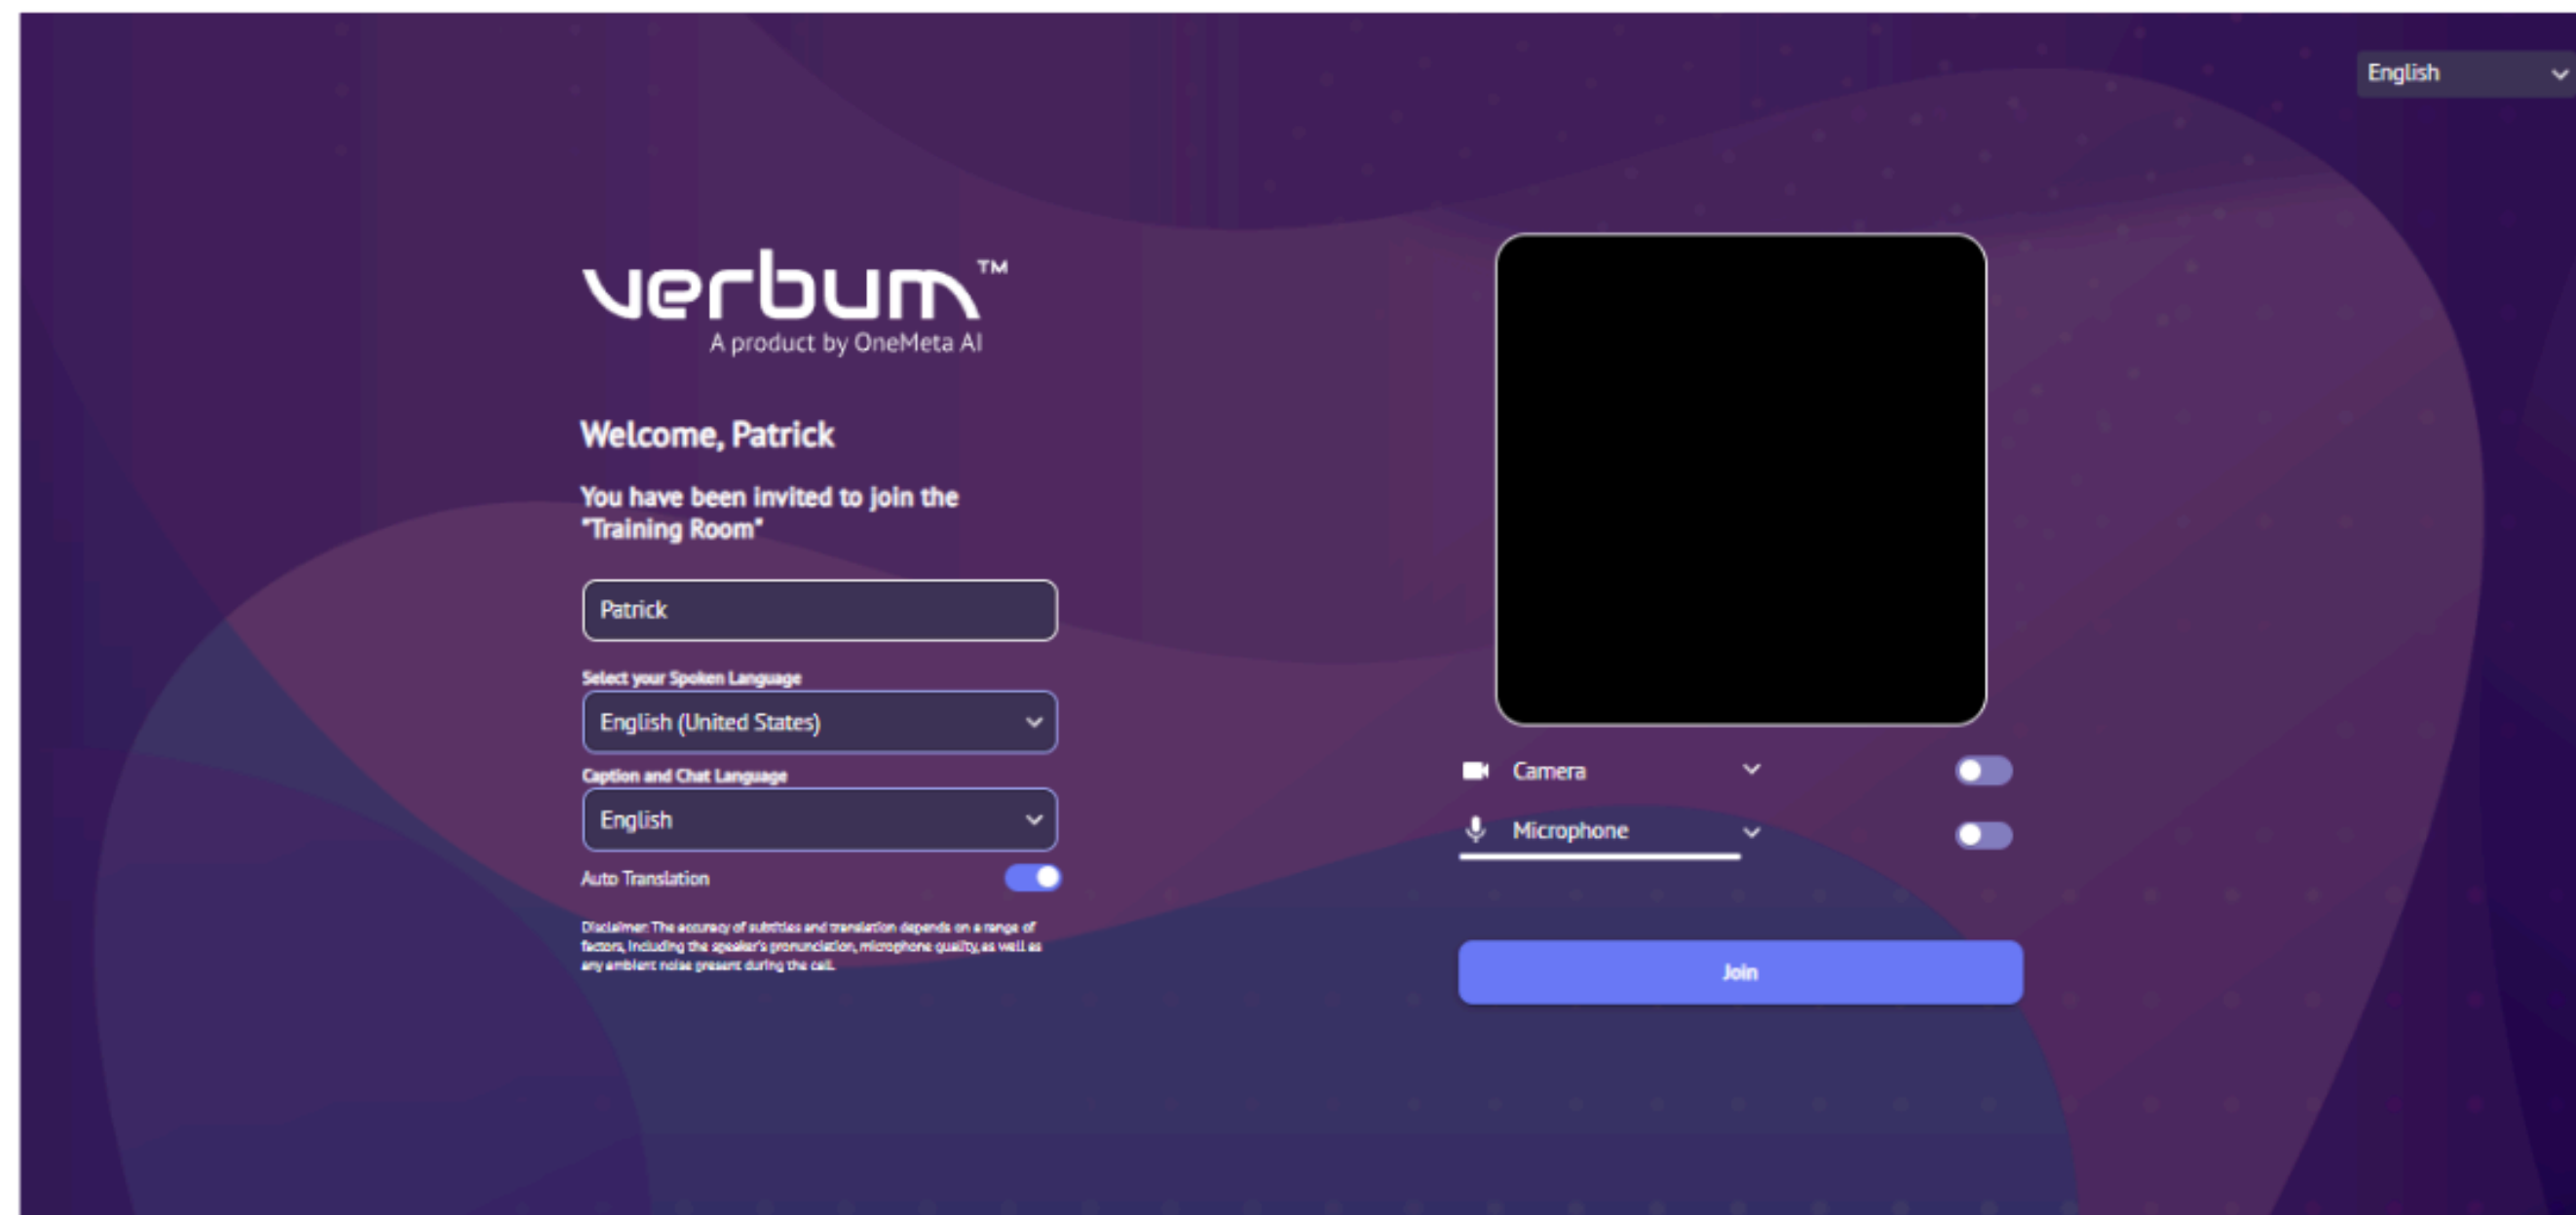 English
verbum™
A product by OneMeta AI
Welcome, Patrick
You have been invited to join the
"Training Room"
Patrick
Select your Spoken Language
English (United States)
Caption and Chat Language
English
Auto Translation
Disclaimer: The accuracy of subtitles and translation depends on a range of
factors, including the speaker's pronunciation, microphone quality, as well as
any ambient noise present during the call.
Camera
Microphone
Join